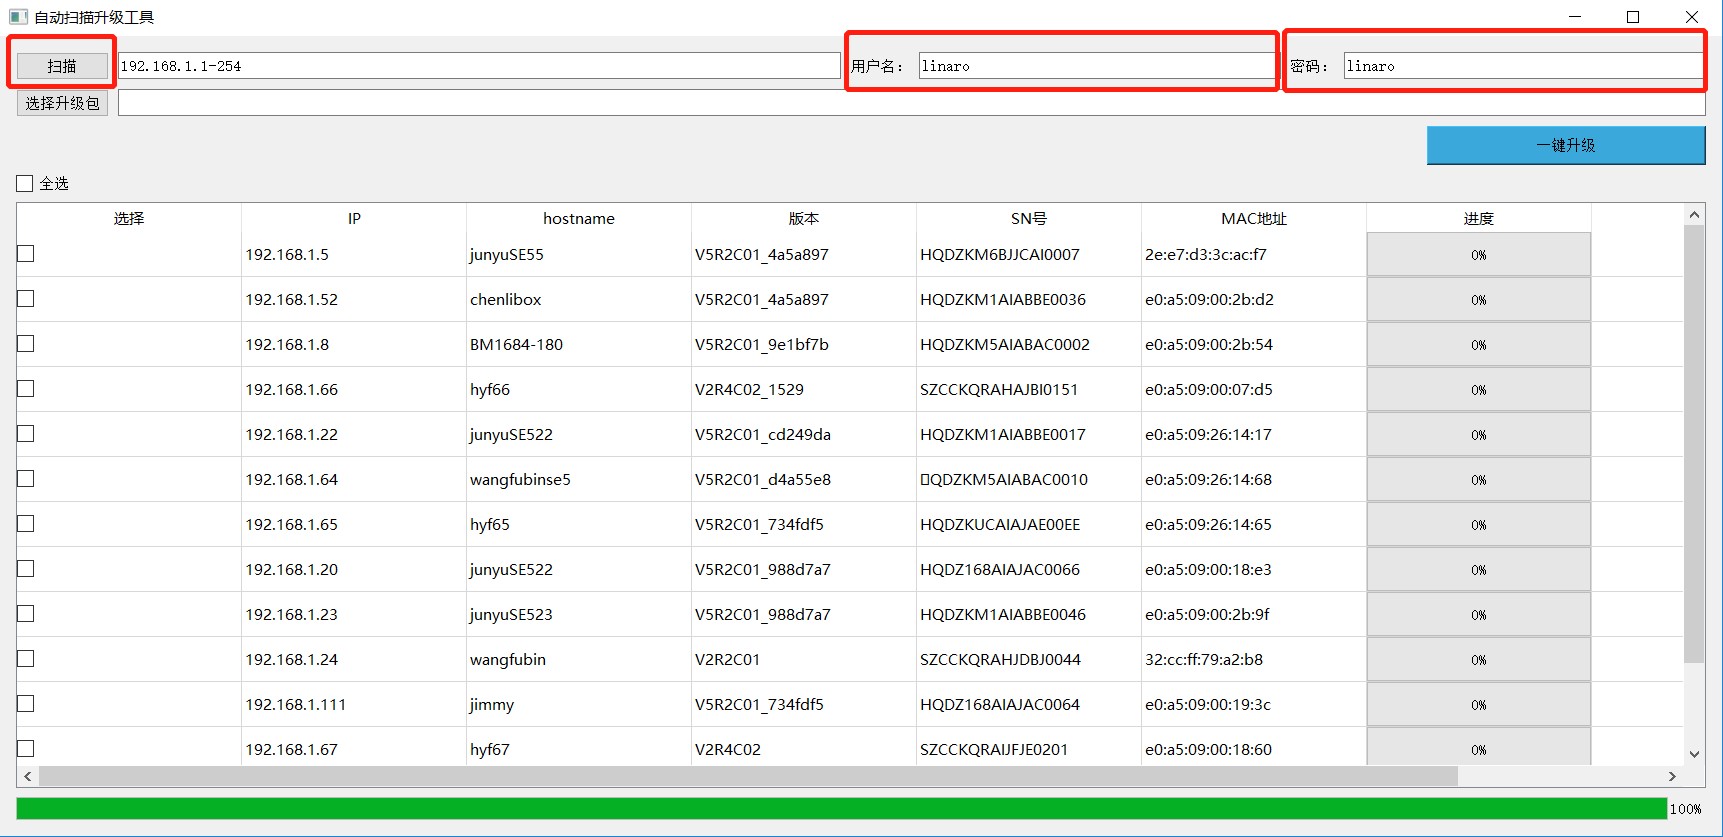 自动扫描升级工具
扫描 192.168.1.1-254 用户名： linaro 密码： linaro
选择升级包
一键升级
全选
选择 IP hostname 版本 SN号 MAC地址 进度
192.168.1.5 junyuSE55 V5R2C01_4a5a897 HQDZKM6BJJCAI0007 2e:e7:d3:3c:ac:f7 0%
192.168.1.52 chenlibox V5R2C01_4a5a897 HQDZKM1AIABBE0036 e0:a5:09:00:2b:d2 0%
192.168.1.8 BM1684-180 V5R2C01_9e1bf7b HQDZKM5AIABAC0002 e0:a5:09:00:2b:54 0%
192.168.1.66 hyf66 V2R4C02_1529 SZCCKQRAHAJBI0151 e0:a5:09:00:07:d5 0%
192.168.1.22 junyuSE522 V5R2C01_cd249da HQDZKM1AIABBE0017 e0:a5:09:26:14:17 0%
192.168.1.64 wangfubinse5 V5R2C01_d4a55e8 QDZKM5AIABAC0010 e0:a5:09:26:14:68 0%
192.168.1.65 hyf65 V5R2C01_734fdf5 HQDZKUCAIAJAE00EE e0:a5:09:26:14:65 0%
192.168.1.20 junyuSE522 V5R2C01_988d7a7 HQDZ168AIAJAC0066 e0:a5:09:00:18:e3 0%
192.168.1.23 junyuSE523 V5R2C01_988d7a7 HQDZKM1AIABBE0046 e0:a5:09:00:2b:9f 0%
192.168.1.24 wangfubin V2R2C01 SZCCKQRAHJDBJ0044 32:cc:ff:79:a2:b8 0%
192.168.1.111 jimmy V5R2C01_734fdf5 HQDZ168AIAJAC0064 e0:a5:09:00:19:3c 0%
192.168.1.67 hyf67 V2R4C02 SZCCKQRAIJFJE0201 e0:a5:09:00:18:60 0%
100%